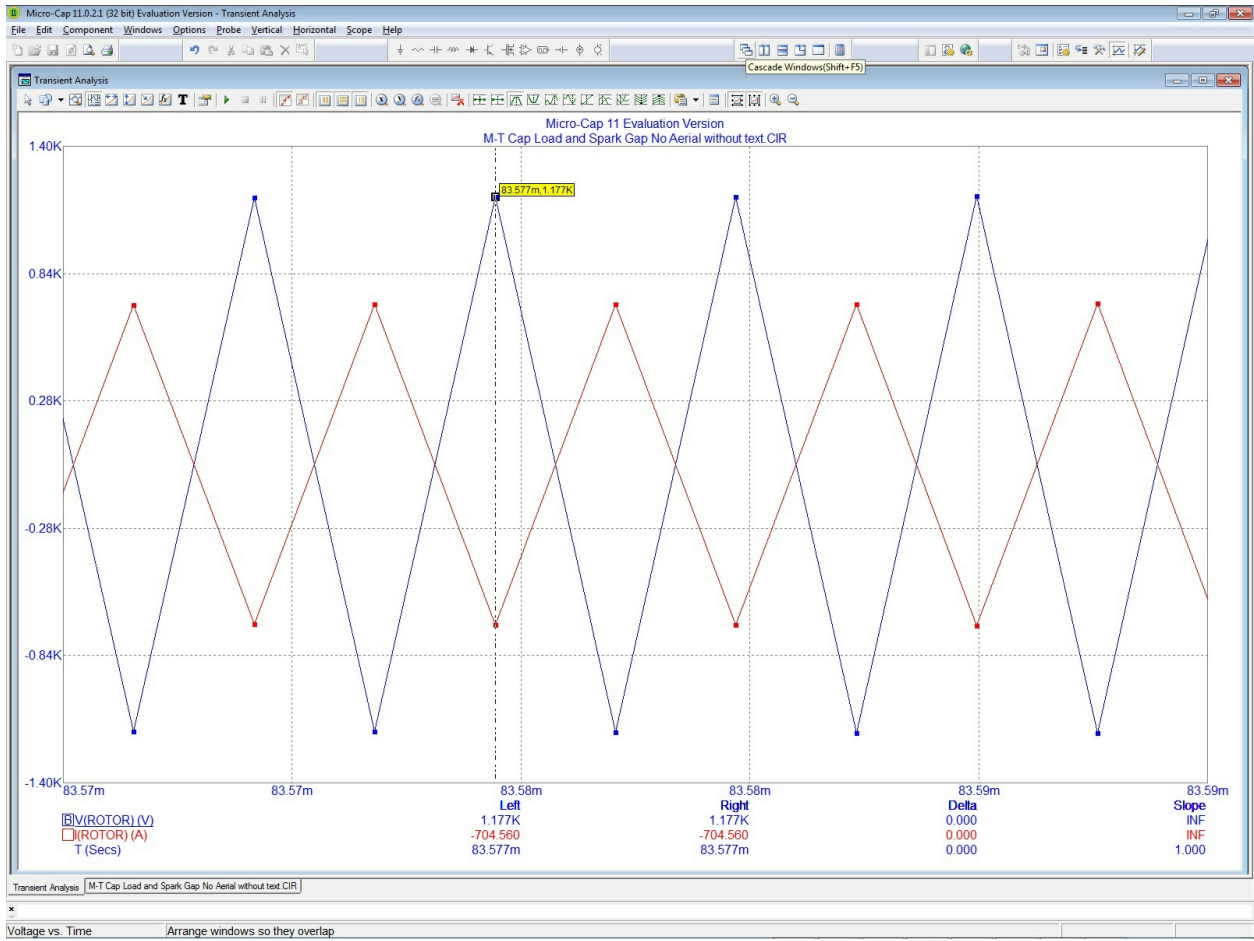 Micro-Cap 11.0.2.1 (32 bit) Evaluation Version - Transient Analysis
File Edit Component Windows Options Probe Vertical Horizontal Scope Help
Cascade Windows(Shift+F5)
Transient Analysis
T
Micro-Cap 11 Evaluation Version
M-T Cap Load and Spark Gap No Aerial without text.CIR
1.40K
83.577m,1.177K
0.84K
0.28K
-0.28K
-0.84K
-1.40K
83.57m 83.57m 83.58m 83.58m 83.59m 83.59m
Left Right Delta Slope
B V(ROTOR) (V) 1.177K 1.177K 0.000 INF
I(ROTOR) (A) -704.560 -704.560 0.000 INF
T (Secs) 83.577m 83.577m 0.000 1.000
Transient Analysis M-T Cap Load and Spark Gap No Aerial without text.CIR
Voltage vs. Time Arrange windows so they overlap